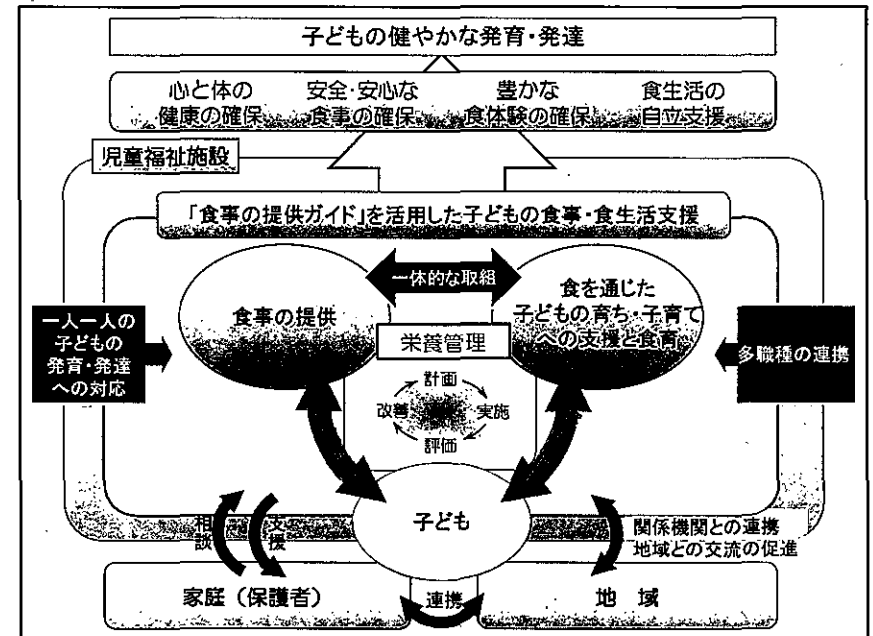 子どもの健やかな発育・発達
心と体の
健康の確保
安全・安心な
食事の確保
豊かな
食体験の確保
食生活の
自立支援
児童福祉施設
「食事の提供ガイド」を活用した子どもの食事・食生活支援
一体的な取組
食事の提供
食を通じた
子どもの育ち・子育て
への支援と食育
一人一人の
子どもの
発育・発達
への対応
多職種の連携
栄養管理
計画
改善
実施
評価
子ども
相談
支援
関係機関との連携
地域との交流の促進
家庭（保護者）
連携
地 域